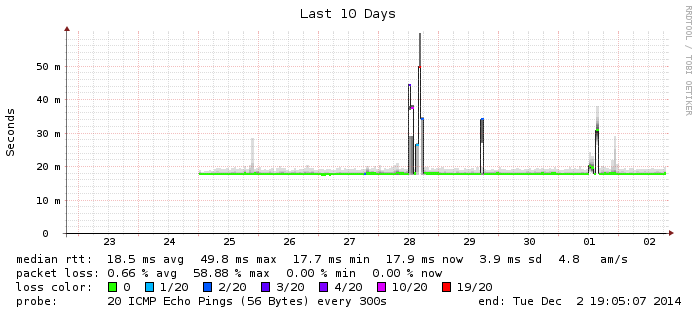 Last 10 Days
RRDTOOL / TOBI OETIKER
Seconds
50 m
40 m
30 m
20 m
10 m
0
23 24 25 26 27 28 29 30 01 02
median rtt: 18.5 ms avg 49.8 ms max 17.7 ms min 17.9 ms now 3.9 ms sd 4.8 am/s
packet loss: 0.66 % avg 58.88 % max 0.00 % min 0.00 % now
loss color: 0 1/20 2/20 3/20 4/20 10/20 19/20
probe: 20 ICMP Echo Pings (56 Bytes) every 300s end: Tue Dec 2 19:05:07 2014